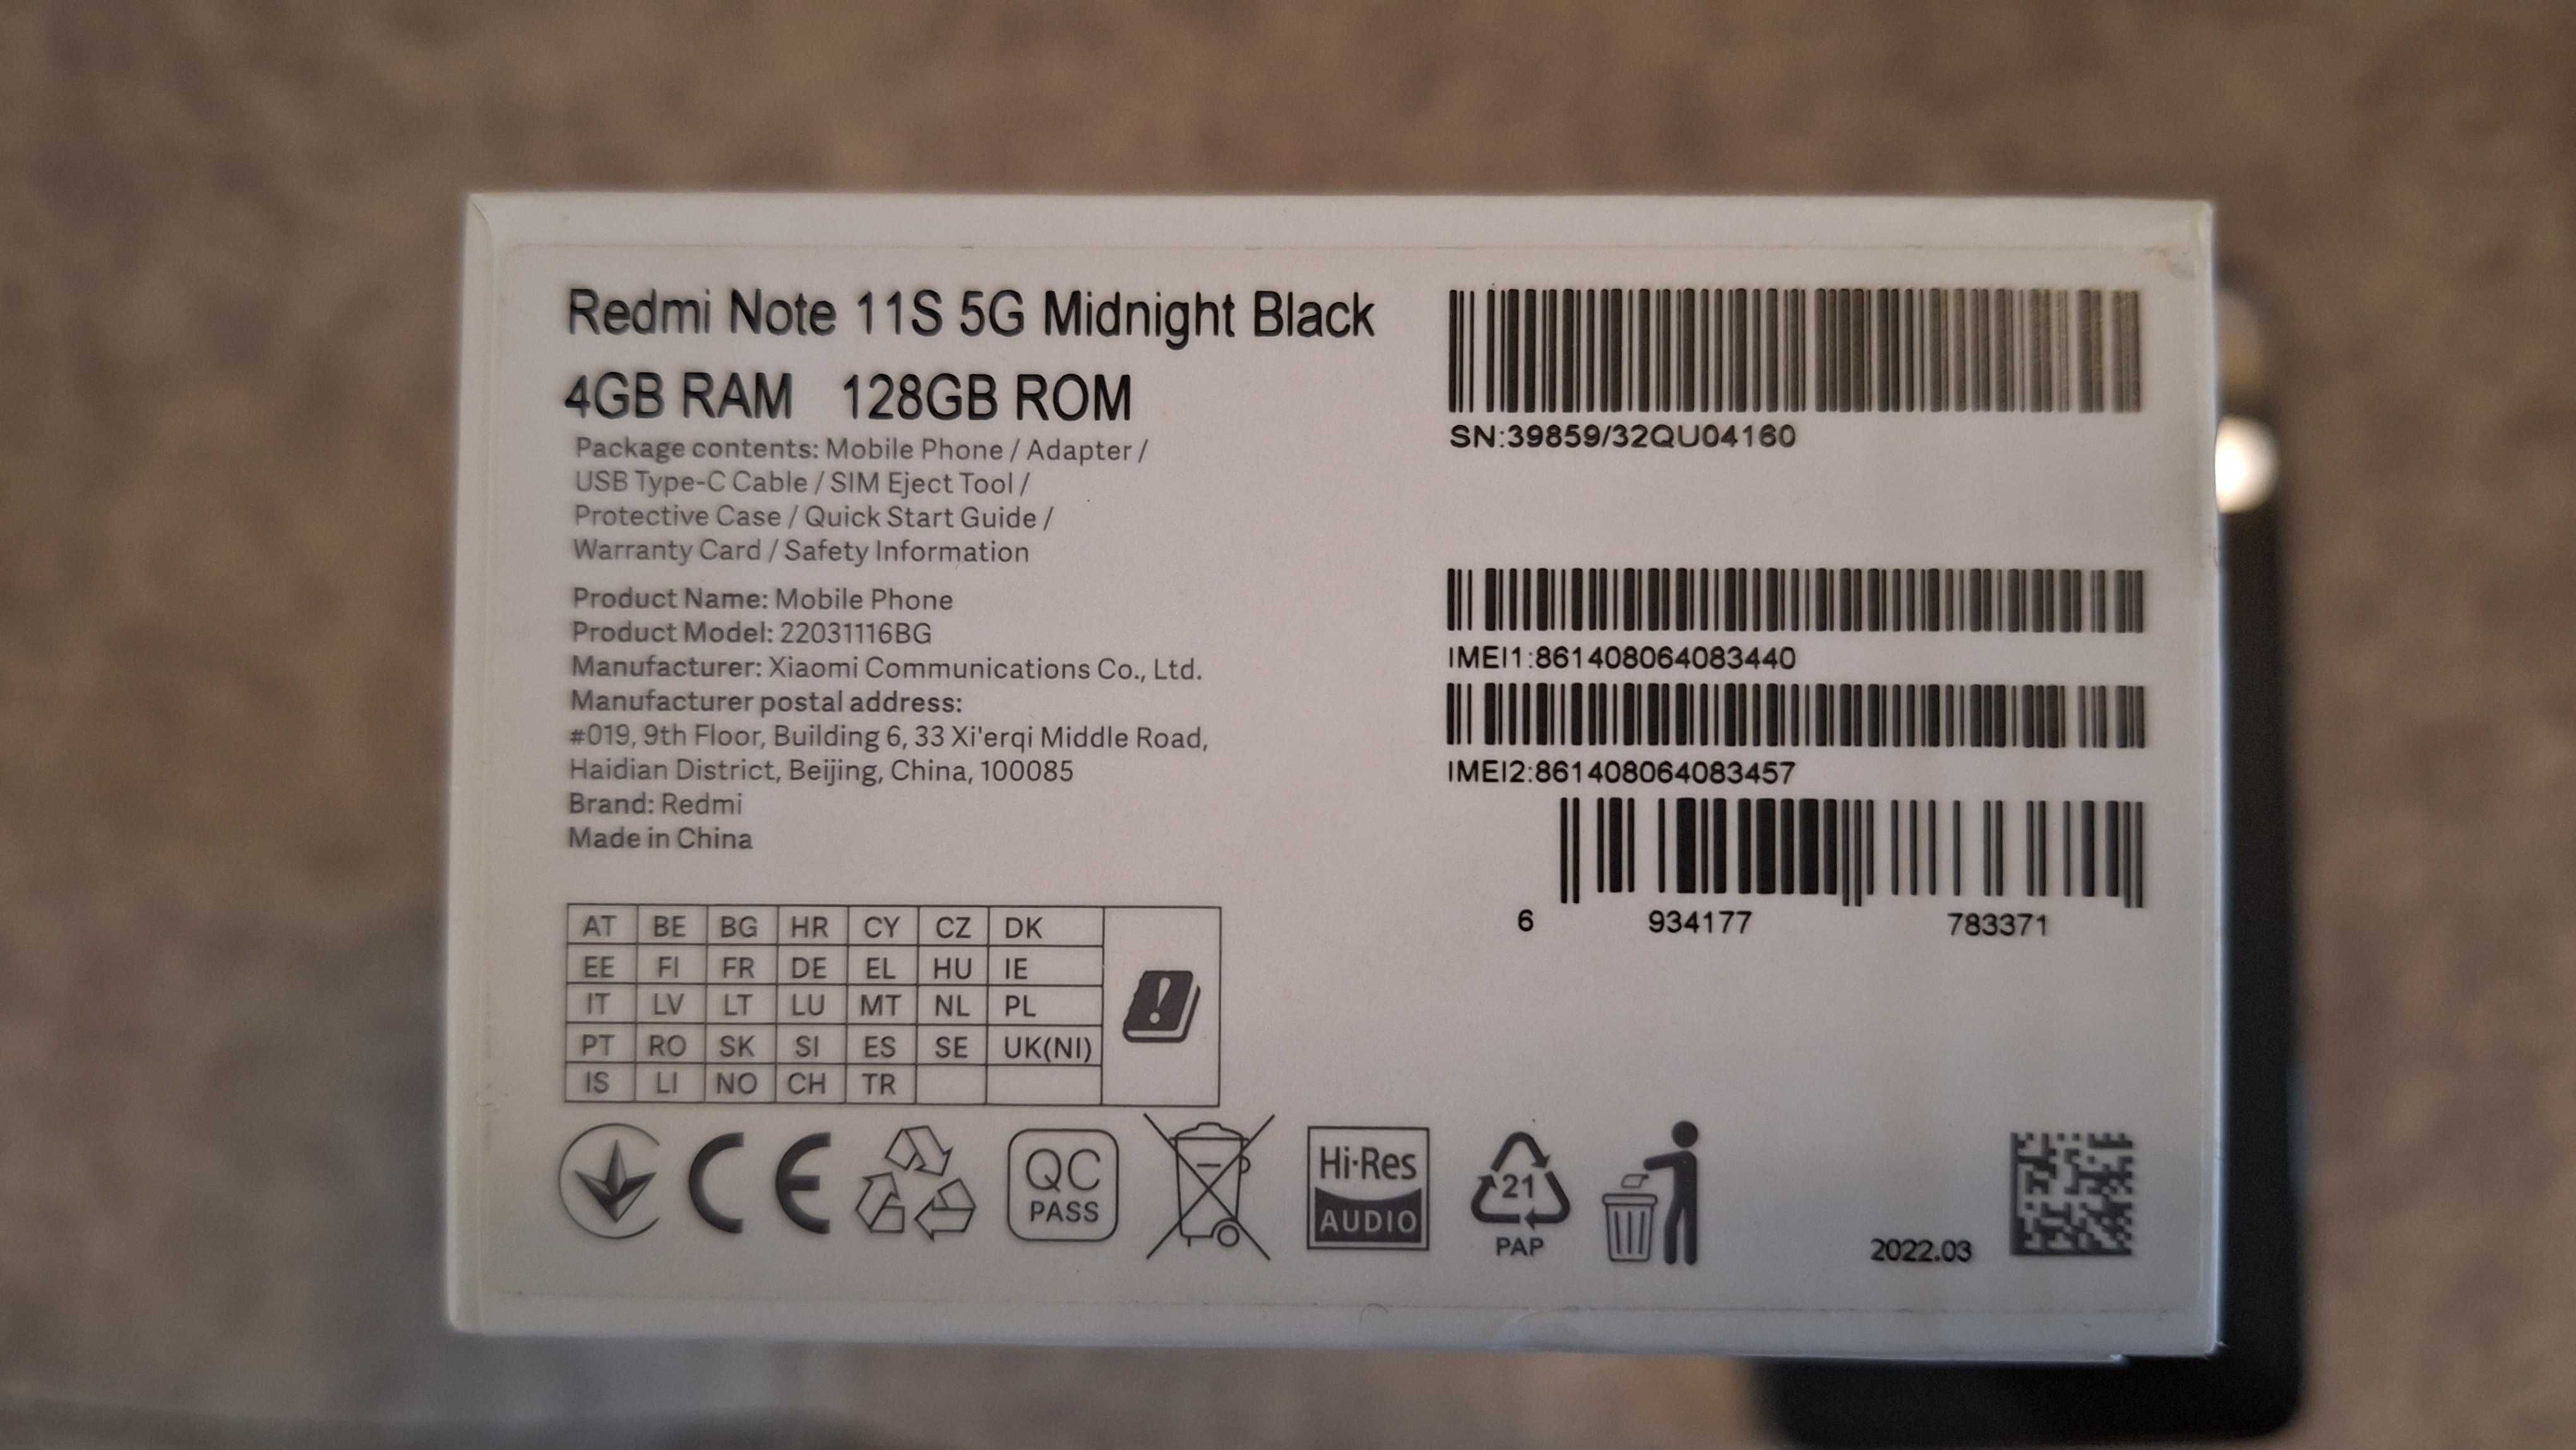 Redmi Note 11S 5G Midnight Black
4GB RAM 128GB ROM
Package contents: Mobile Phone / Adapter /
USB Type-C Cable / SIM Eject Tool /
Protective Case / Quick Start Guide /
Warranty Card / Safety Information
Product Name: Mobile Phone
Product Model: 22031116BG
Manufacturer: Xiaomi Communications Co., Ltd.
Manufacturer postal address:
#019, 9th Floor, Building 6, 33 Xi'erqi Middle Road,
Haidian District, Beijing, China, 100085
Brand: Redmi
Made in China
SN:39859/32QU04160
IMEI1:861408064083440
IMEI2:861408064083457
6 934177 783371
AT BE BG HR CY CZ DK
EE FI FR DE EL HU IE
IT LV LT LU MT NL PL
PT RO SK SI ES SE UK(NI)
IS LI NO CH TR
CE
QC
PASS
Hi-Res
AUDIO
21
PAP
2022.03